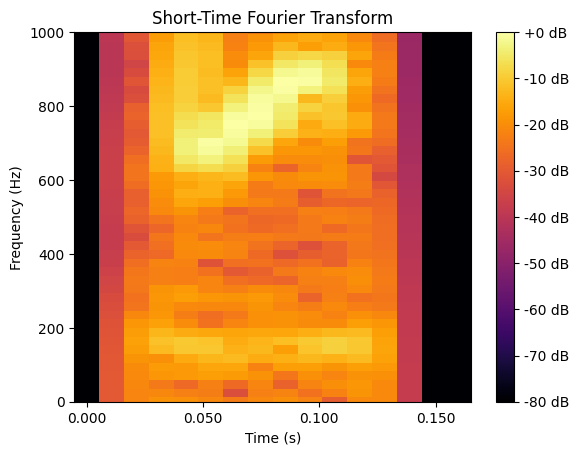 Short-Time Fourier Transform
1000
800
600
400
200
0
Frequency (Hz)
0.000
0.050
0.100
0.150
Time (s)
+0 dB
-10 dB
-20 dB
-30 dB
-40 dB
-50 dB
-60 dB
-70 dB
-80 dB